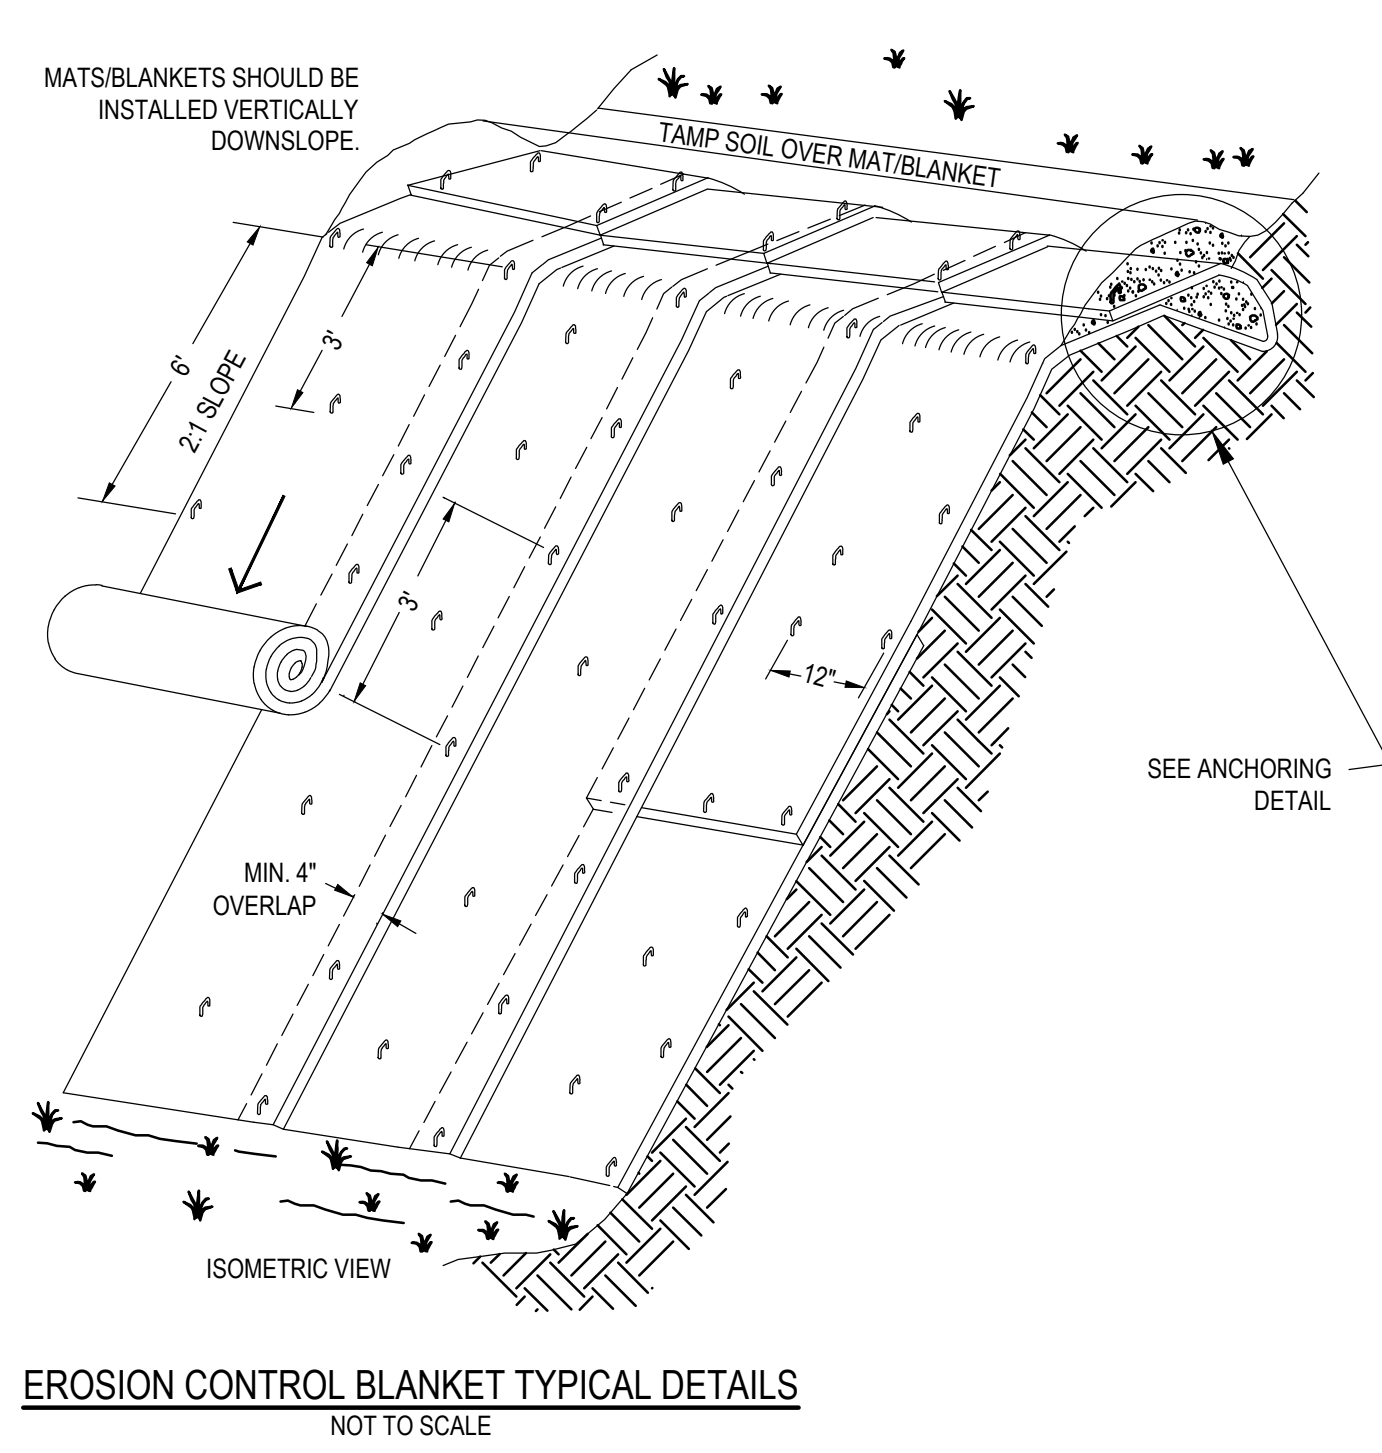 MATS/BLANKETS SHOULD BE
INSTALLED VERTICALLY
DOWNSLOPE.
TAMP SOIL OVER MAT/BLANKET
6'
2:1 SLOPE
3'
3'
12"
SEE ANCHORING
DETAIL
MIN. 4"
OVERLAP
ISOMETRIC VIEW
EROSION CONTROL BLANKET TYPICAL DETAILS
NOT TO SCALE